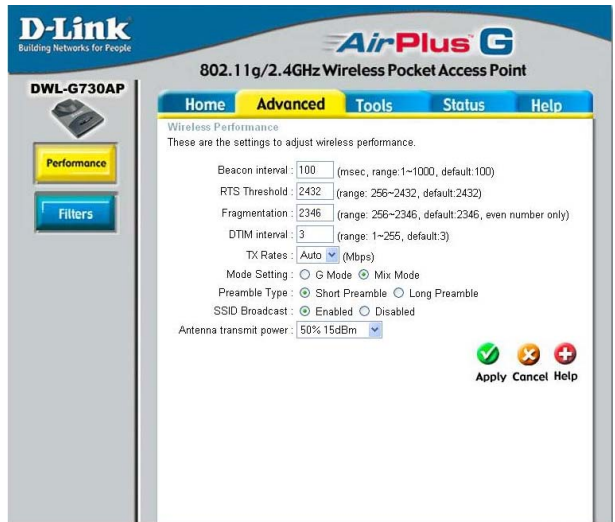 D-Link
Building Networks for People
AirPlus G
802.11g/2.4GHz Wireless Pocket Access Point
DWL-G730AP
Home Advanced Tools Status Help
Performance
Filters
Wireless Performance
These are the settings to adjust wireless performance.
Beacon interval : 100 (msec, range:1~1000, default:100)
RTS Threshold : 2432 (range: 256~2432, default:2432)
Fragmentation : 2346 (range: 256~2346, default:2346, even number only)
DTIM interval : 3 (range: 1~255, default:3)
TX Rates : Auto (Mbps)
Mode Setting : G Mode Mix Mode
Preamble Type : Short Preamble Long Preamble
SSID Broadcast : Enabled Disabled
Antenna transmit power : 50% 15dBm
Apply Cancel Help